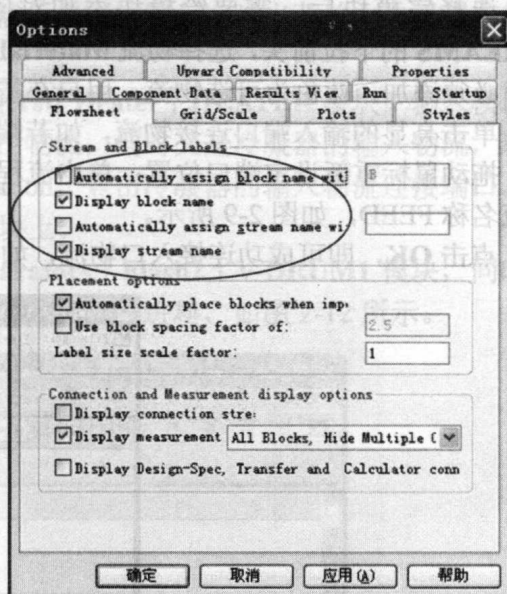 Options
Advanced Upward Compatibility Properties
General Component Data Results View Run Startup
Flowsheet Grid/Scale Plots Styles
Stream and Block labels
Automatically assign block name wit B
Display block name
Automatically assign stream name wi
Display stream name
Placement options
Automatically place blocks when imp
Use block spacing factor of: 2.5
Label size scale factor: 1
Connection and Measurement display options
Display connection stre
Display measurement All Blocks, Hide Multiple C
Display Design-Spec, Transfer and Calculator conn
确定 取消 应用(A) 帮助